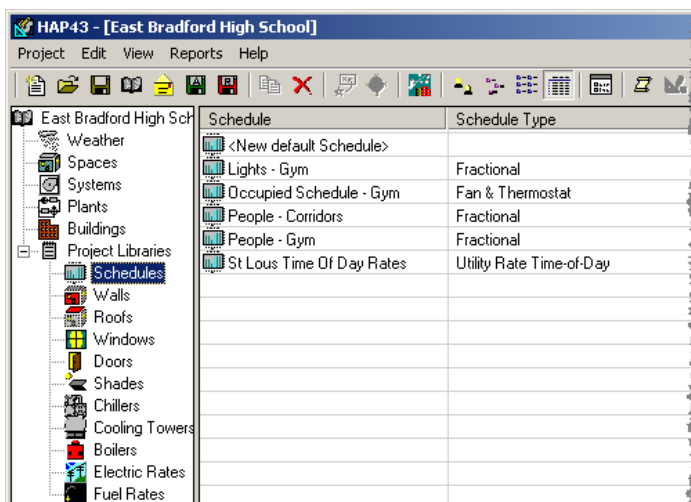 HAP43 - [East Bradford High School]
Project Edit View Reports Help
East Bradford High Sch
Weather
Spaces
Systems
Plants
Buildings
Project Libraries
Schedules
Walls
Roofs
Windows
Doors
Shades
Chillers
Cooling Towers
Boilers
Electric Rates
Fuel Rates
Schedule Schedule Type
<New default Schedule>
Lights - Gym Fractional
Occupied Schedule - Gym Fan & Thermostat
People - Corridors Fractional
People - Gym Fractional
St Lous Time Of Day Rates Utility Rate Time-of-Day